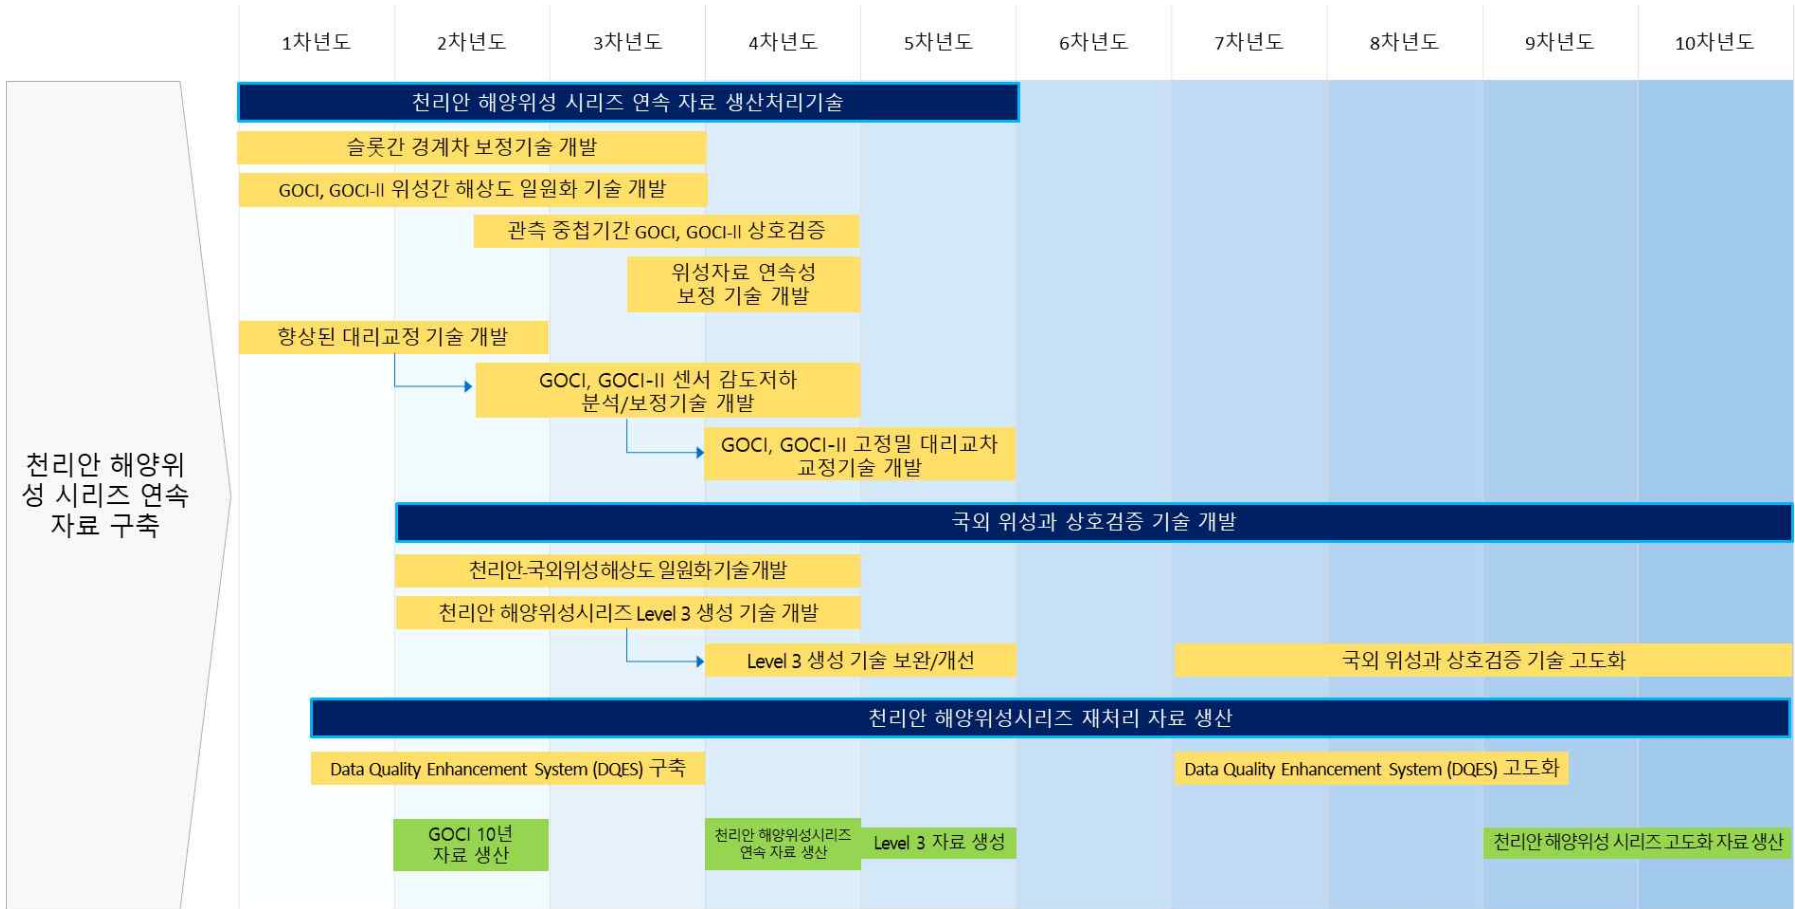 1차년도 2차년도 3차년도 4차년도 5차년도 6차년도 7차년도 8차년도 9차년도 10차년도
천리안 해양위
성 시리즈 연속
자료 구축
천리안 해양위성 시리즈 연속 자료 생산처리기술
슬롯간 경계차 보정기술 개발
GOCI, GOCI-II 위성간 해상도 일원화 기술 개발
관측 중첩기간 GOCI, GOCI-II 상호검증
위성자료 연속성
보정 기술 개발
향상된 대리교정 기술 개발
GOCI, GOCI-II 센서 감도저하
분석/보정기술 개발
GOCI, GOCI-II 고정밀 대리교차
교정기술 개발
국외 위성과 상호검증 기술 개발
천리안-국외위성해상도 일원화기술개발
천리안 해양위성시리즈 Level 3 생성 기술 개발
Level 3 생성 기술 보완/개선
국외 위성과 상호검증 기술 고도화
천리안 해양위성시리즈 재처리 자료 생산
Data Quality Enhancement System (DQES) 구축
Data Quality Enhancement System (DQES) 고도화
GOCI 10년
자료 생산
천리안 해양위성시리즈
연속 자료 생산
Level 3 자료 생성
천리안해양위성 시리즈 고도화 자료 생산